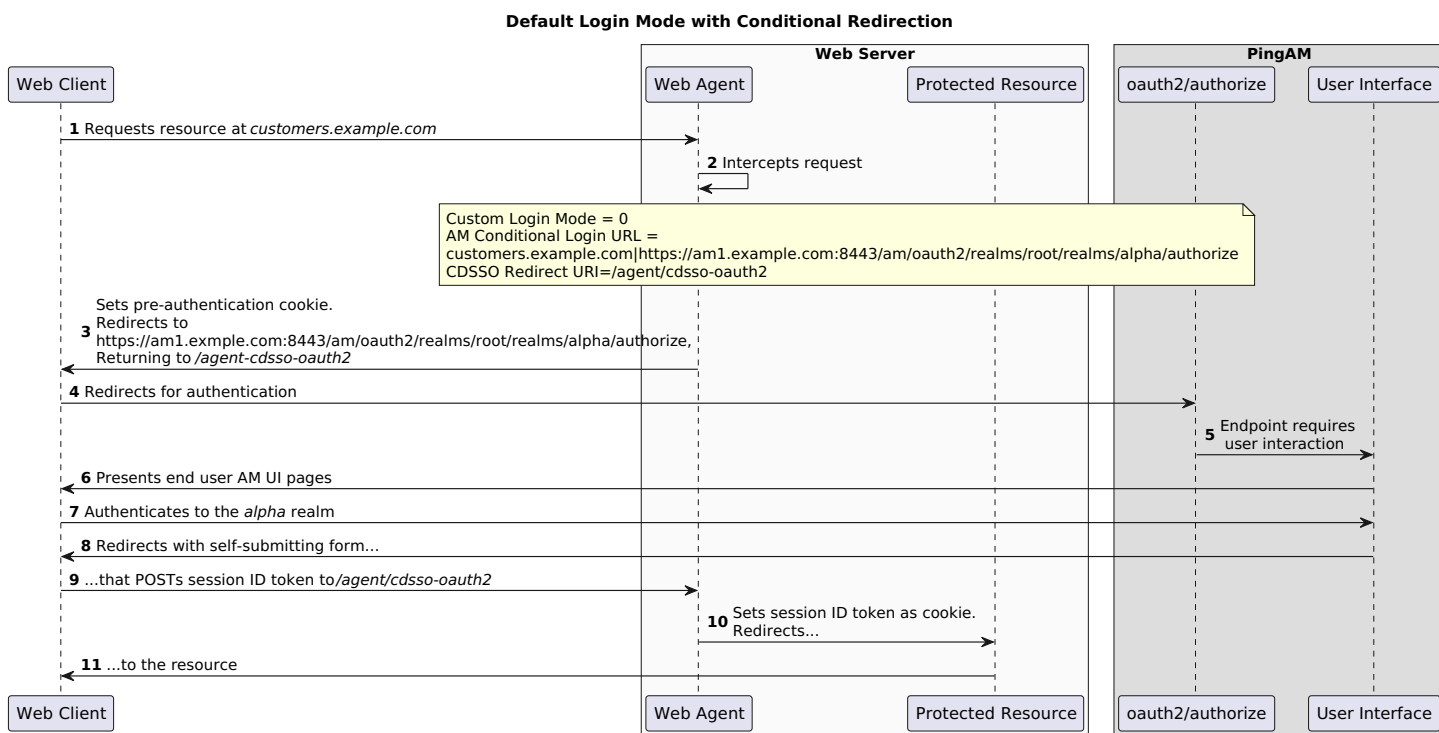 Default Login Mode with Conditional Redirection
Web Server
PingAM
Web Client
Web Agent
Protected Resource
oauth2/authorize
User Interface
1 Requests resource at customers.example.com
2 Intercepts request
Custom Login Mode = 0
AM Conditional Login URL =
customers.example.com|https://am1.example.com:8443/am/oauth2/realms/root/realms/alpha/authorize
CDSSO Redirect URI=/agent/cdsso-oauth2
Sets pre-authentication cookie.
3 Redirects to
https://am1.exmple.com:8443/am/oauth2/realms/root/realms/alpha/authorize,
Returning to /agent-cdsso-oauth2
4 Redirects for authentication
5 Endpoint requires
user interaction
6 Presents end user AM UI pages
7 Authenticates to the alpha realm
8 Redirects with self-submitting form...
9 ...that POSTs session ID token to /agent/cdsso-oauth2
10 Sets session ID token as cookie.
Redirects...
11 ...to the resource
Web Client
Web Agent
Protected Resource
oauth2/authorize
User Interface